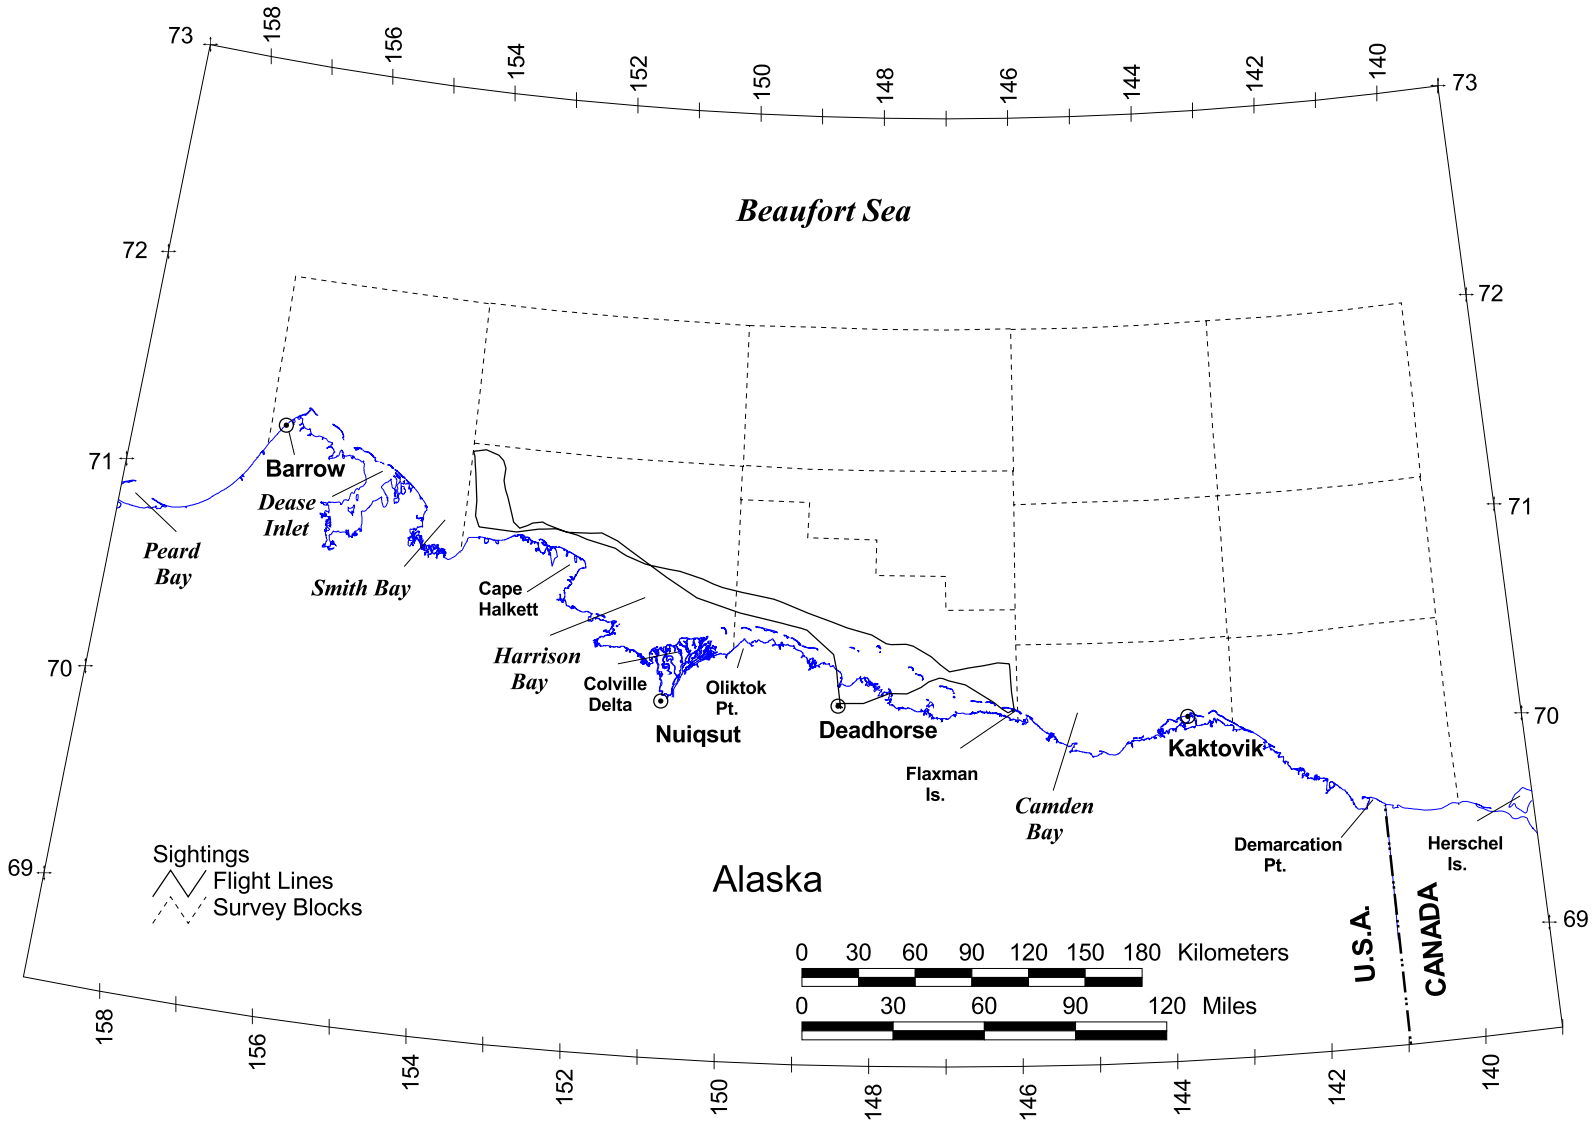 158
156
154
152
150
148
146
144
142
140
73
73
Beaufort Sea
72
72
71
71
Barrow
Dease
Inlet
Peard
Bay
Smith Bay
Cape
Halkett
Harrison
Bay
Colville
Delta
Oliktok
Pt.
70
70
Nuiqsut
Deadhorse
Kaktovik
Flaxman
Is.
Camden
Bay
Demarcation
Pt.
Herschel
Is.
Sightings
Flight Lines
Survey Blocks
69
69
Alaska
U.S.A.
CANADA
0 30 60 90 120 150 180 Kilometers
0 30 60 90 120 Miles
158
156
154
152
150
148
146
144
142
140